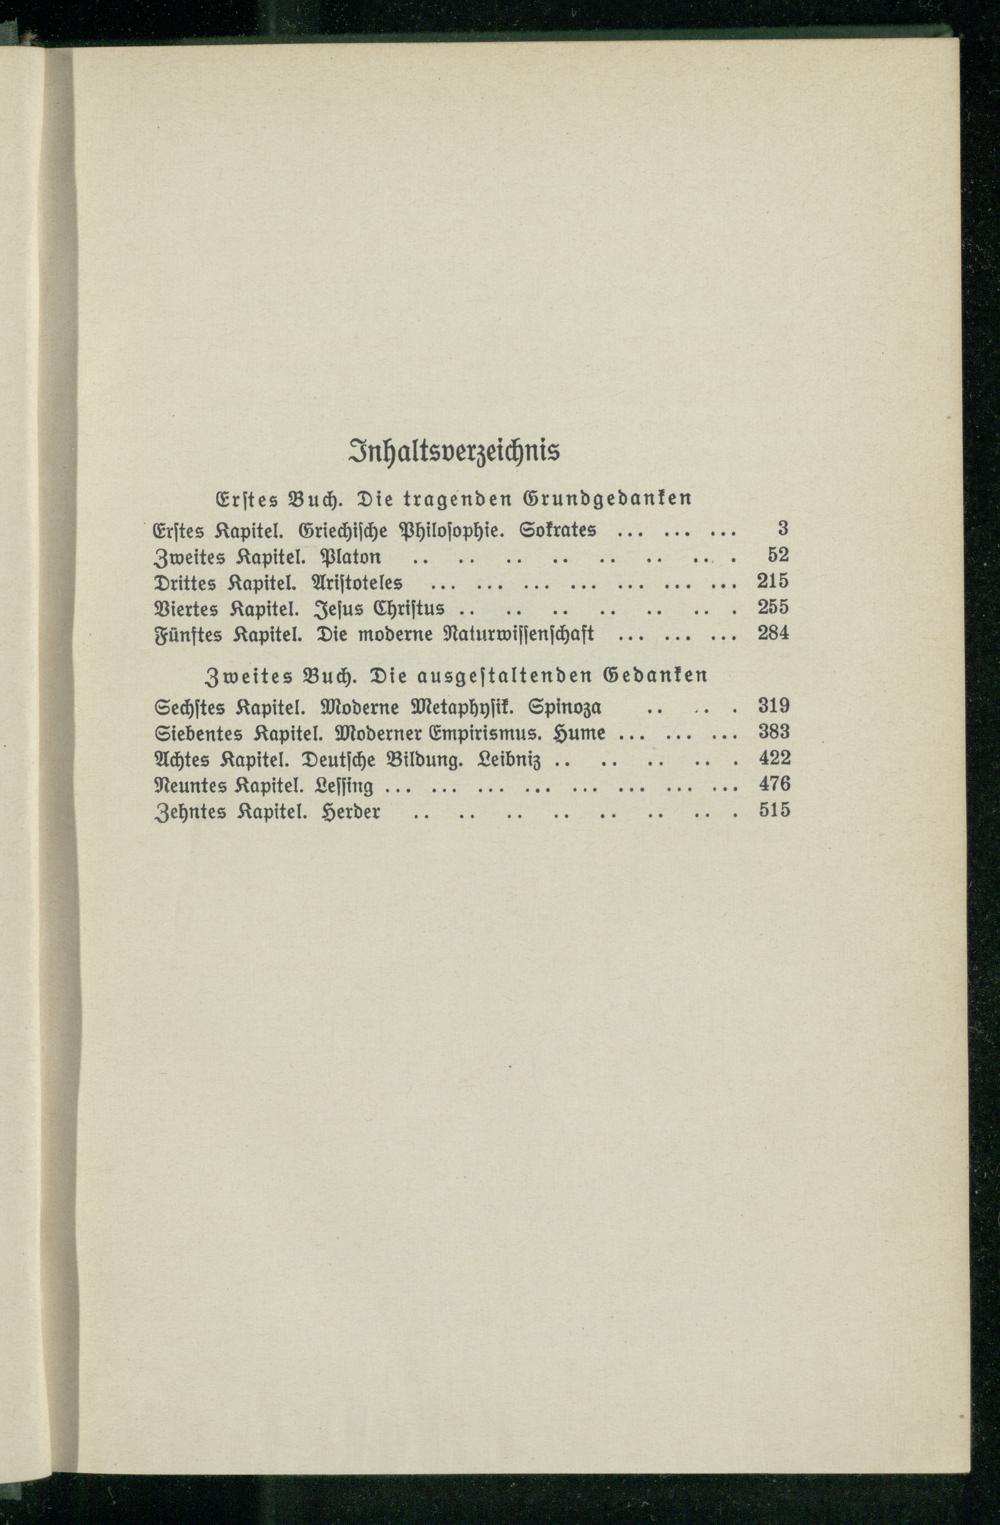 Inhaltsverzeichnis
Erstes Buch. Die tragenden Grundgedanken
Erstes Kapitel. Griechische Philosophie. Sokrates ... ... ... 3
Zweites Kapitel. Platon .. .. .. .. .. .. .. . 52
Drittes Kapitel. Aristoteles ... ... ... ... ... ... ... 215
Viertes Kapitel. Jesus Christus .. .. .. .. .. .. . 255
Fünftes Kapitel. Die moderne Naturwissenschaft ... ... ... 284
Zweites Buch. Die ausgestaltenden Gedanken
Sechstes Kapitel. Moderne Metaphysik. Spinoza .. .. . 319
Siebentes Kapitel. Moderner Empirismus. Hume ... ... ... 383
Achtes Kapitel. Deutsche Bildung. Leibniz .. .. .. .. . 422
Neuntes Kapitel. Lessing ... ... ... ... ... ... ... ... 476
Zehntes Kapitel. Herder .. .. .. .. .. .. .. . 515